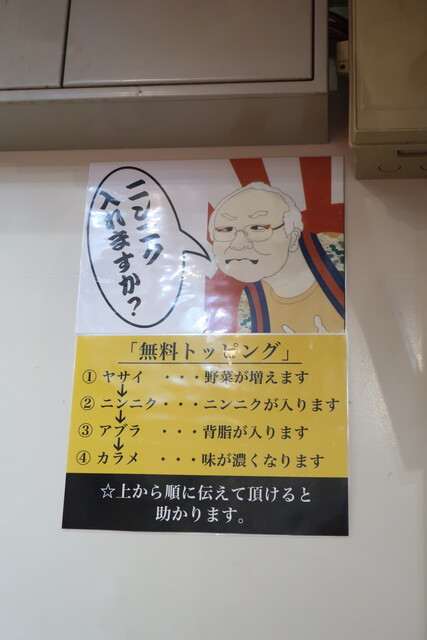 ニンニク
入れますか？
「無料トッピング」
① ヤサイ ・・・野菜が増えます
↓
② ニンニク・・・ニンニクが入ります
↓
③ アブラ ・・・背脂が入ります
↓
④ カラメ ・・・味が濃くなります
☆上から順に伝えて頂けると
助かります。